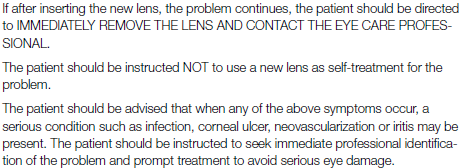 If after inserting the new lens, the problem continues, the patient should be directed
to IMMEDIATELY REMOVE THE LENS AND CONTACT THE EYE CARE PROFES-
SIONAL.
The patient should be instructed NOT to use a new lens as self-treatment for the
problem.
The patient should be advised that when any of the above symptoms occur, a
serious condition such as infection, corneal ulcer, neovascularization or iritis may be
present. The patient should be instructed to seek immediate professional identifica-
tion of the problem and prompt treatment to avoid serious eye damage.